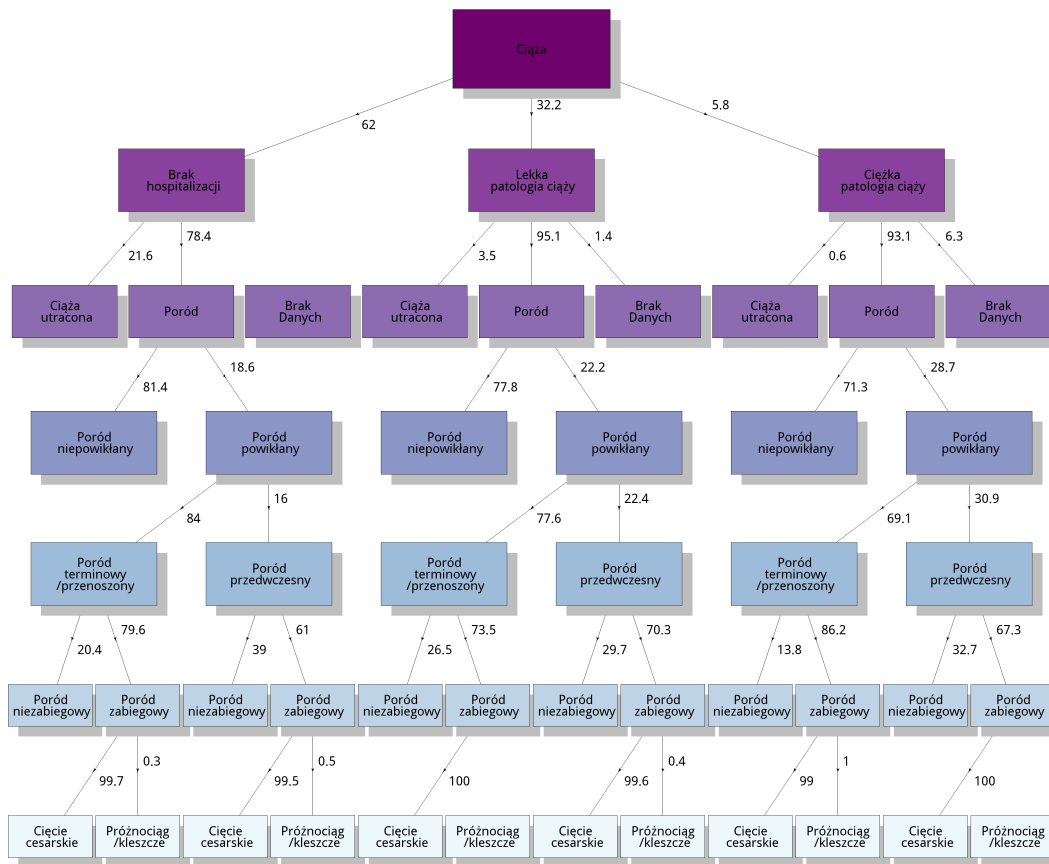 Ciąża
62
32.2
5.8
Brak
hospitalizacji
Lekka
patologia ciąży
Ciężka
patologia ciąży
21.6
78.4
3.5
95.1
1.4
0.6
93.1
6.3
Ciąża
utracona
Poród
Brak
Danych
Ciąża
utracona
Poród
Brak
Danych
Ciąża
utracona
Poród
Brak
Danych
81.4
18.6
77.8
22.2
71.3
28.7
Poród
niepowikłany
Poród
powikłany
Poród
niepowikłany
Poród
powikłany
Poród
niepowikłany
Poród
powikłany
84
16
77.6
22.4
69.1
30.9
Poród
terminowy
/przenoszony
Poród
przedwczesny
Poród
terminowy
/przenoszony
Poród
przedwczesny
Poród
terminowy
/przenoszony
Poród
przedwczesny
20.4
79.6
39
61
26.5
73.5
29.7
70.3
13.8
86.2
32.7
67.3
Poród
niezabiegowy
Poród
zabiegowy
Poród
niezabiegowy
Poród
zabiegowy
Poród
niezabiegowy
Poród
zabiegowy
Poród
niezabiegowy
Poród
zabiegowy
Poród
niezabiegowy
Poród
zabiegowy
Poród
niezabiegowy
Poród
zabiegowy
99.7
0.3
99.5
0.5
100
99.6
0.4
99
1
100
Cięcie
cesarskie
Próżnociąg
/kleszcze
Cięcie
cesarskie
Próżnociąg
/kleszcze
Cięcie
cesarskie
Próżnociąg
/kleszcze
Cięcie
cesarskie
Próżnociąg
/kleszcze
Cięcie
cesarskie
Próżnociąg
/kleszcze
Cięcie
cesarskie
Próżnociąg
/kleszcze